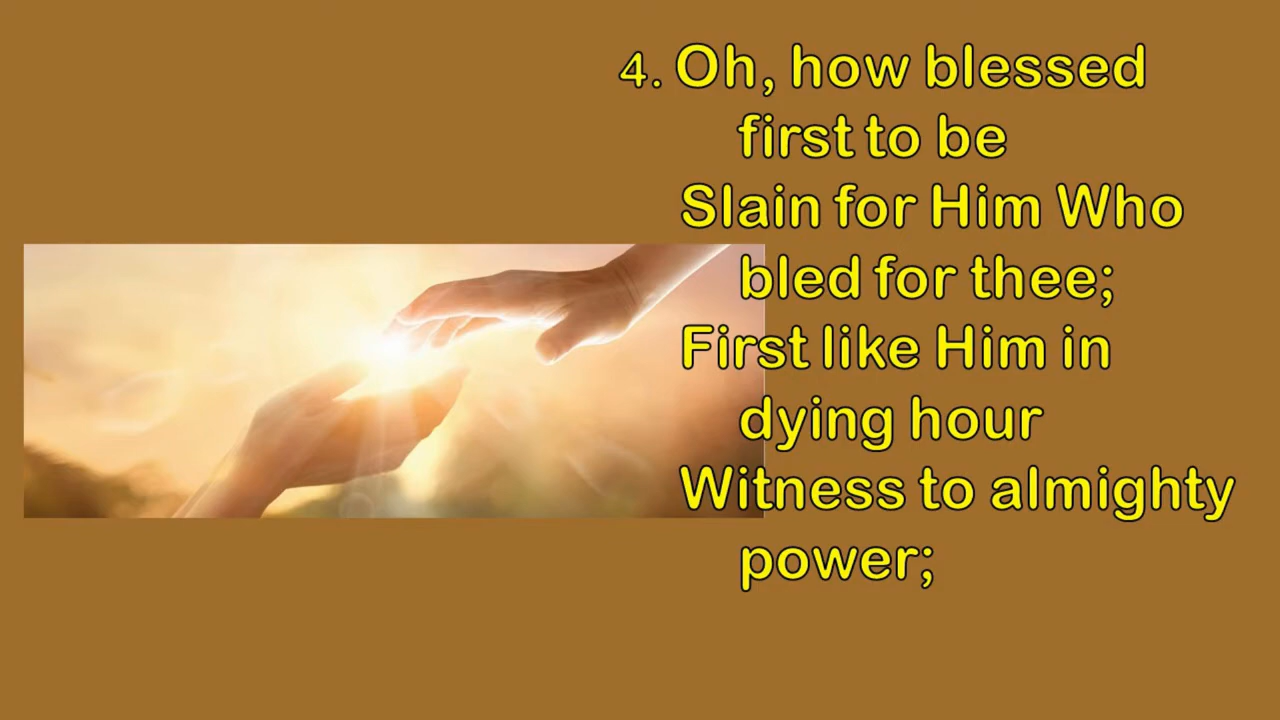 4. Oh, how blessed
first to be
Slain for Him Who
bled for thee;
First like Him in
dying hour
Witness to almighty
power;